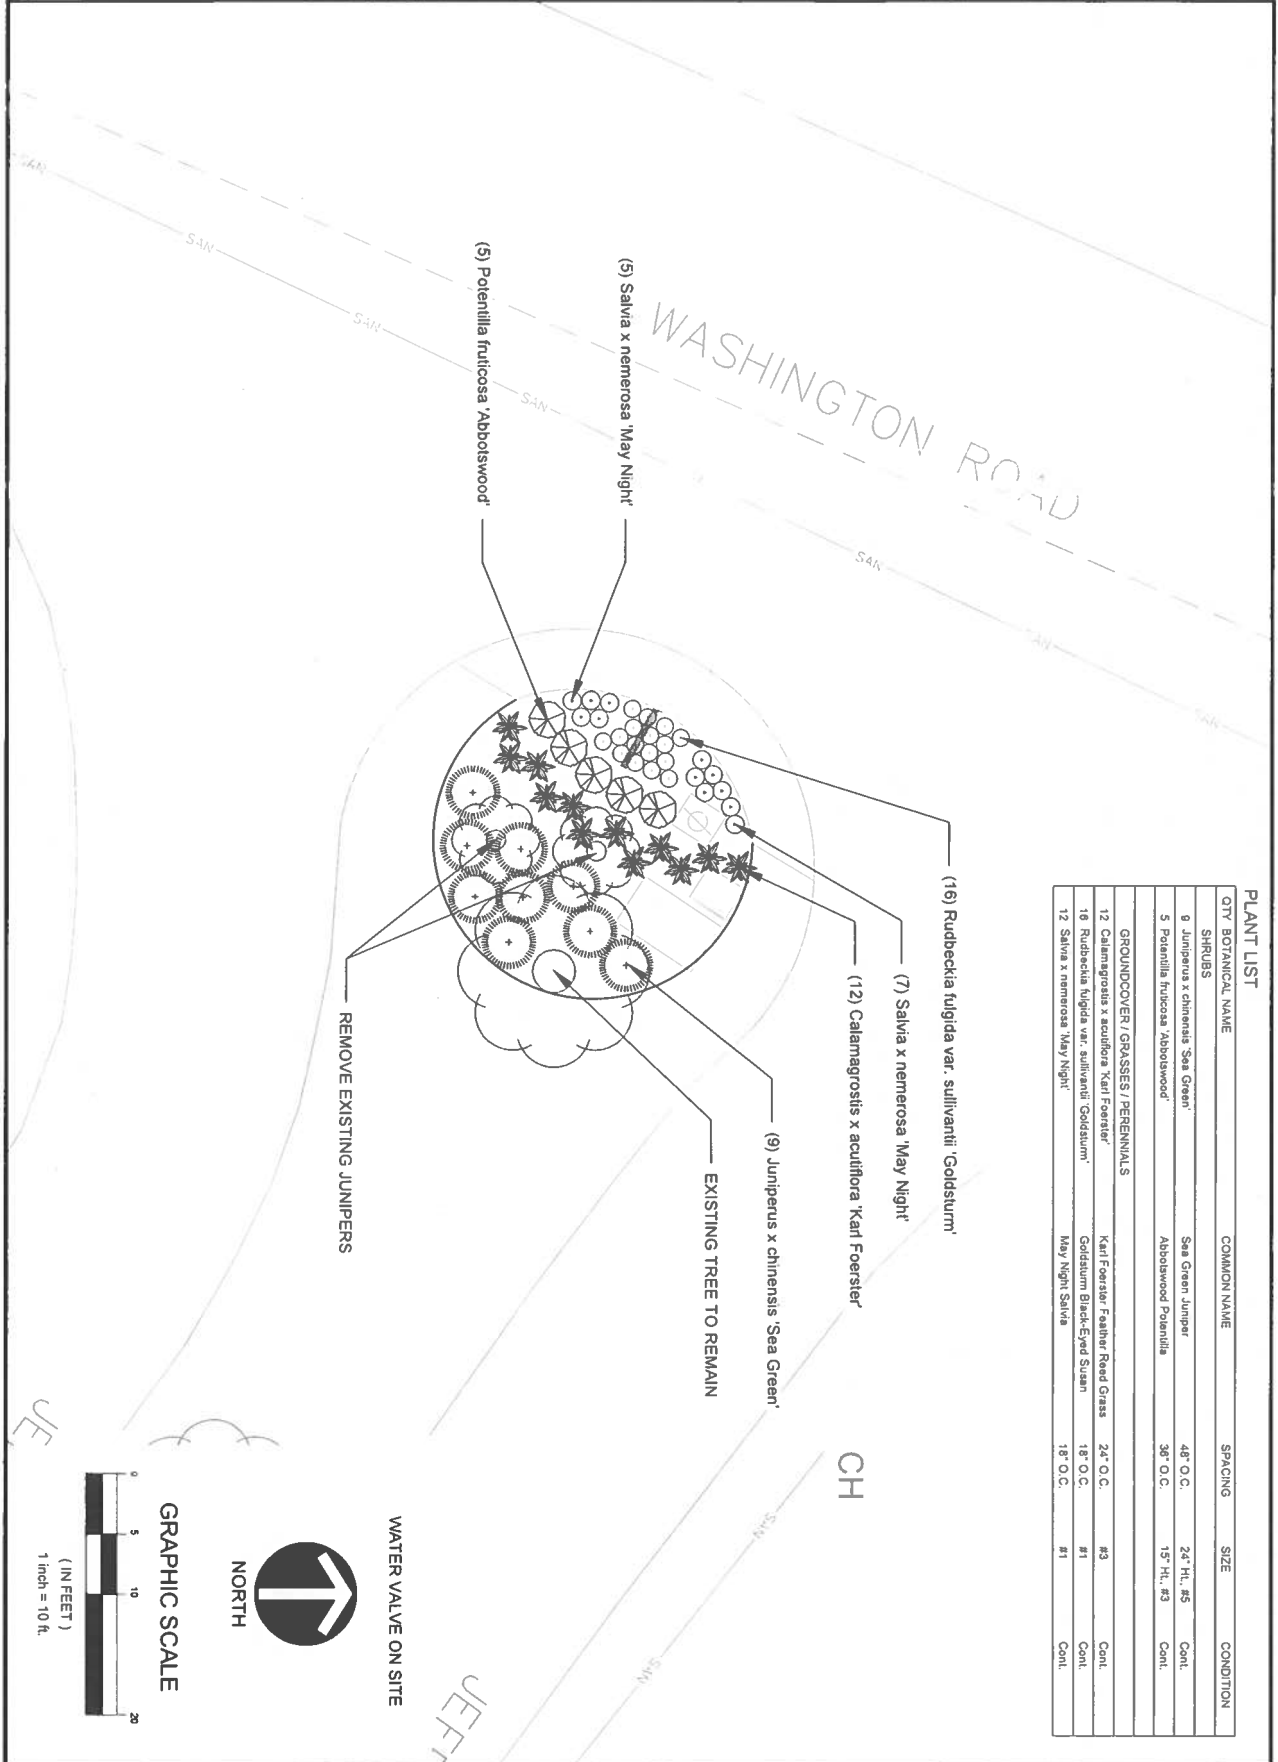 PLANT LIST
QTY BOTANICAL NAME COMMON NAME SPACING SIZE CONDITION
SHRUBS
9 Juniperus x chinensis 'Sea Green' Sea Green Juniper 48" O.C. 24" Ht., #5 Cont.
5 Potentilla fruticosa 'Abbotswood' Abbotswood Potentilla 36" O.C. 15" Ht., #3 Cont.
GROUNDCOVER / GRASSES / PERENNIALS
12 Calamagrostis x acutiflora 'Karl Foerster' Karl Foerster Feather Reed Grass 24" O.C. #3 Cont.
16 Rudbeckia fulgida var. sullivantii 'Goldsturm' Goldsturm Black-Eyed Susan 18" O.C. #1 Cont.
12 Salvia x nemerosa 'May Night' May Night Salvia 18" O.C. #1 Cont.
WASHINGTON ROAD
SAN
SAN
SAN
SAN
SAN
SAN
SAN
(16) Rudbeckia fulgida var. sullivantii 'Goldsturm'
(7) Salvia x nemerosa 'May Night'
(12) Calamagrostis x acutiflora 'Karl Foerster'
CH
(9) Juniperus x chinensis 'Sea Green'
EXISTING TREE TO REMAIN
(5) Salvia x nemerosa 'May Night'
(5) Potentilla fruticosa 'Abbotswood'
REMOVE EXISTING JUNIPERS
SAN
SAN
JEFF
JE
WATER VALVE ON SITE
NORTH
GRAPHIC SCALE
0 5 10 20
( IN FEET )
1 inch = 10 ft.